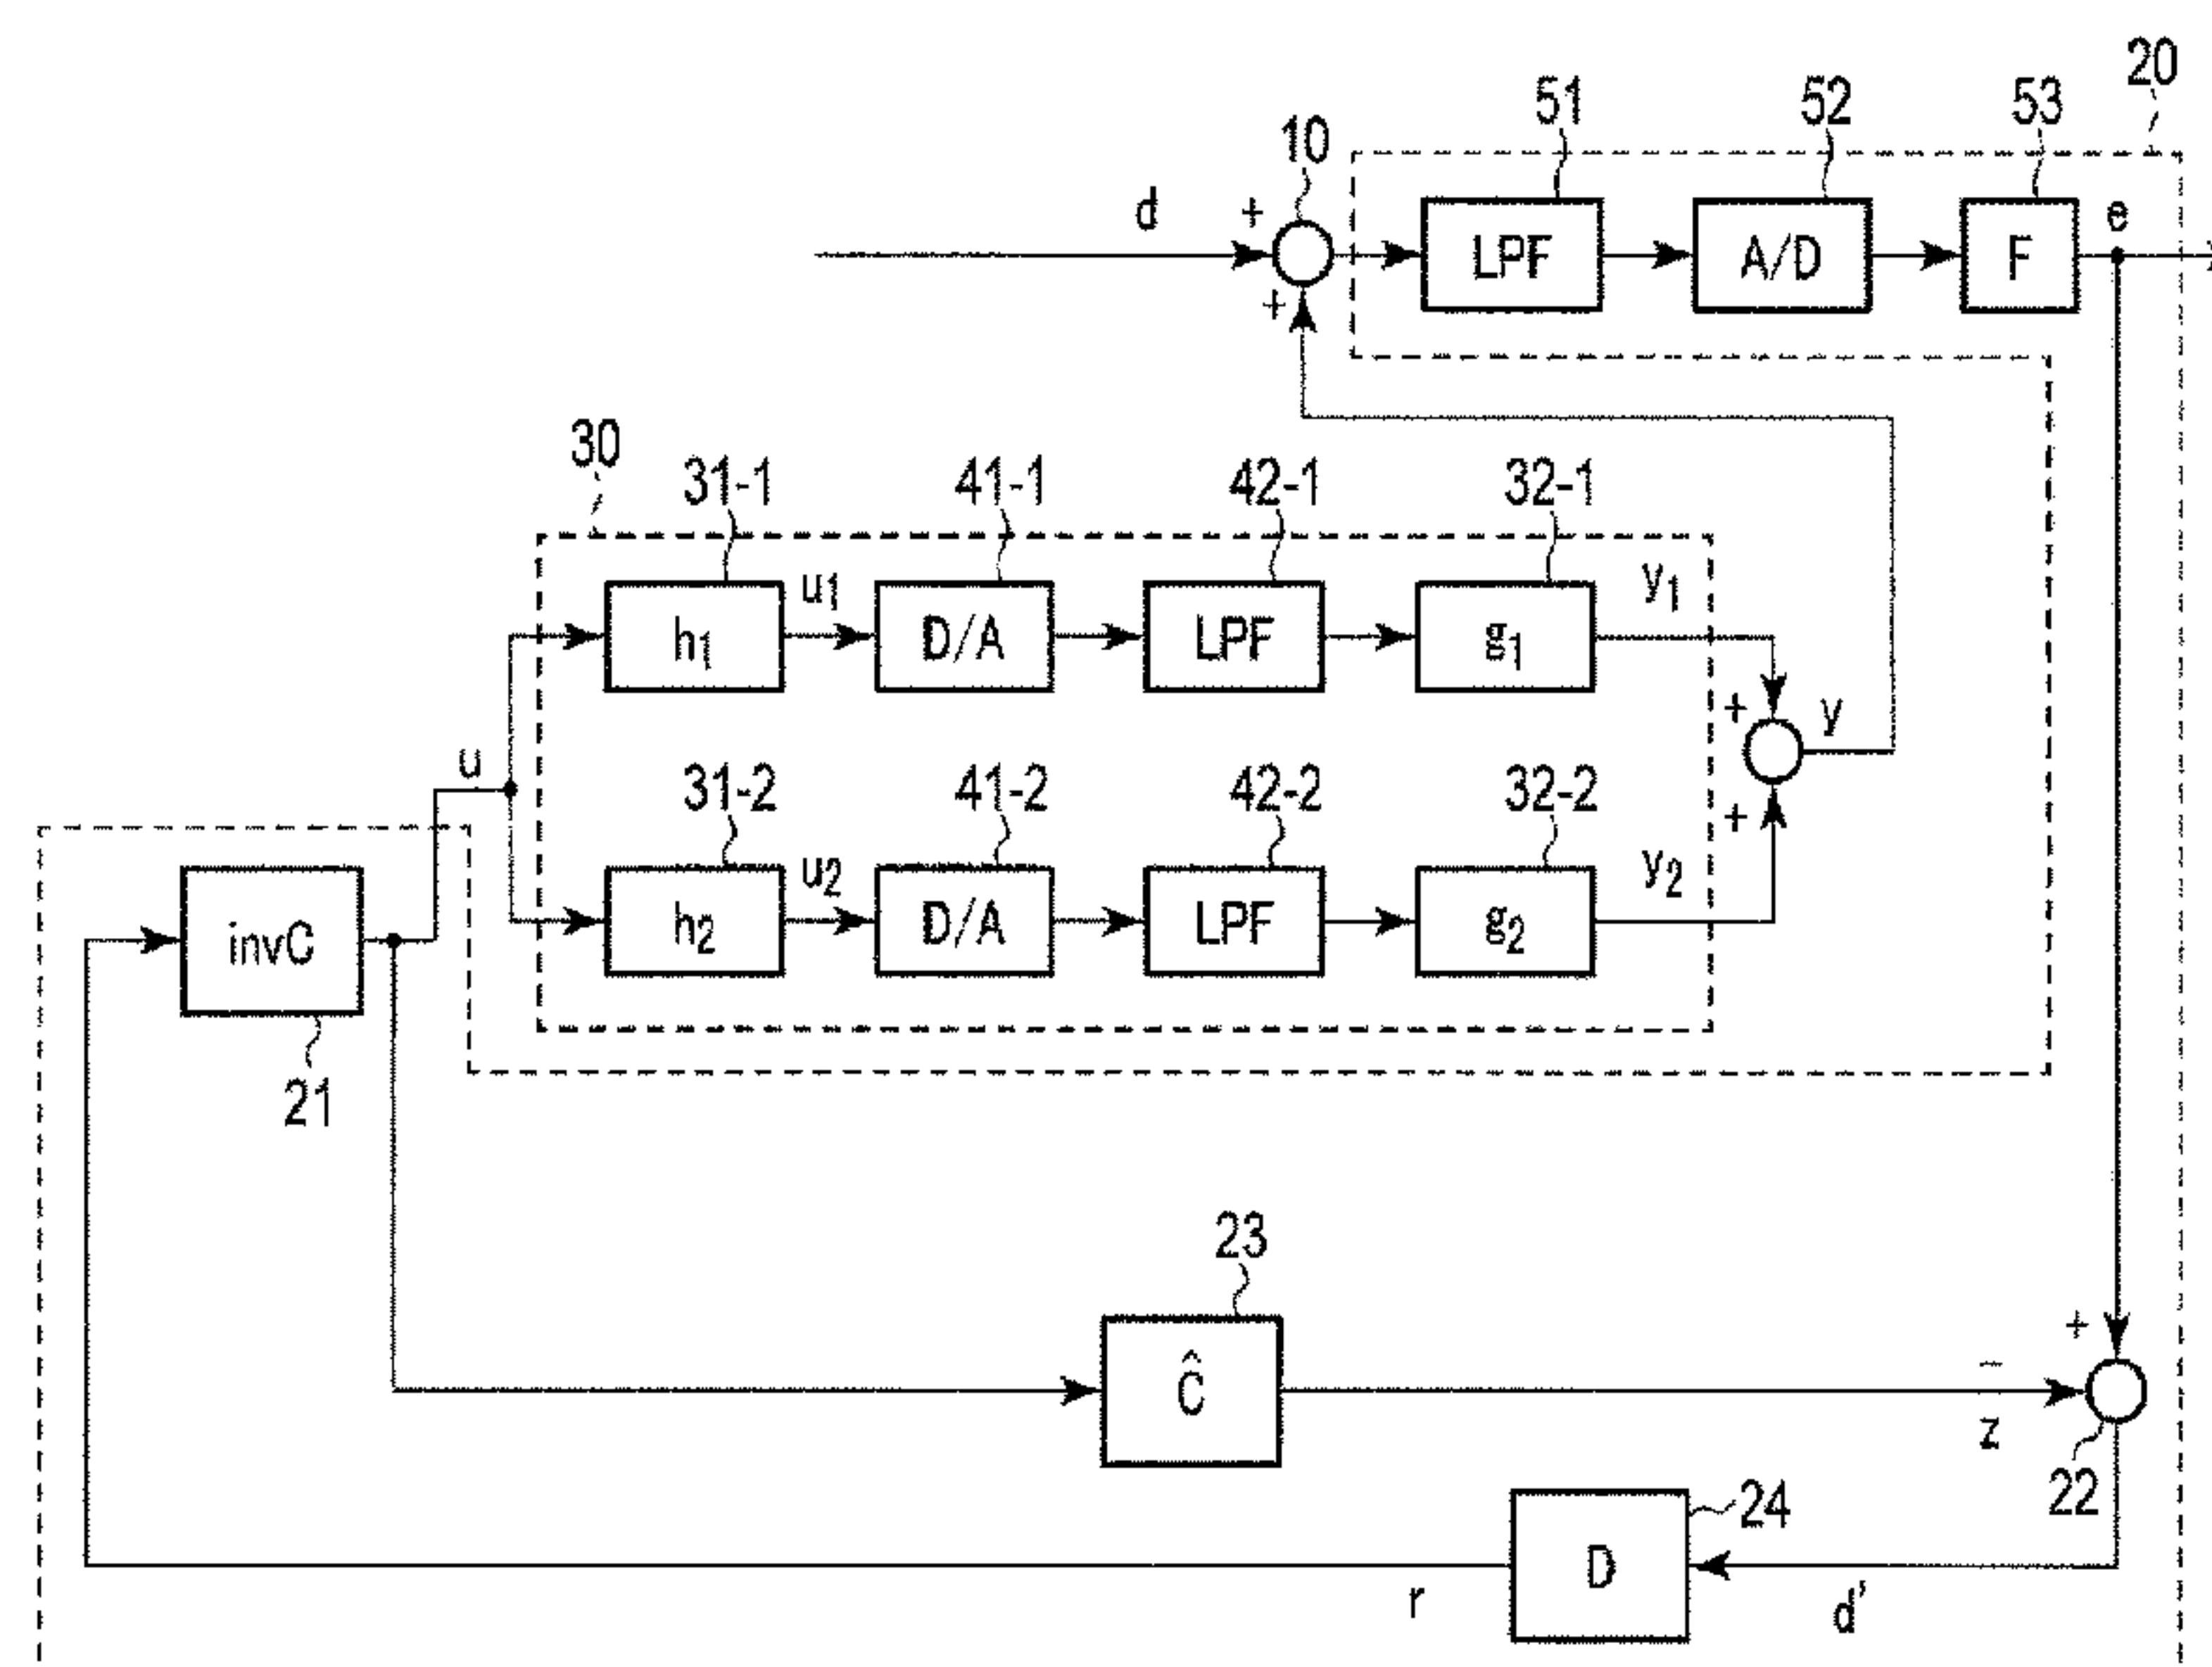 20
51
52
53
10
d
+
+
LPF
A/D
F
e
30
31-1
41-1
42-1
32-1
h1
u1
D/A
LPF
g1
y1
+
y
u
31-2
41-2
42-2
32-2
+
h2
u2
D/A
LPF
g2
y2
invC
21
23
Ĉ
+
−
z
22
24
D
r
d'